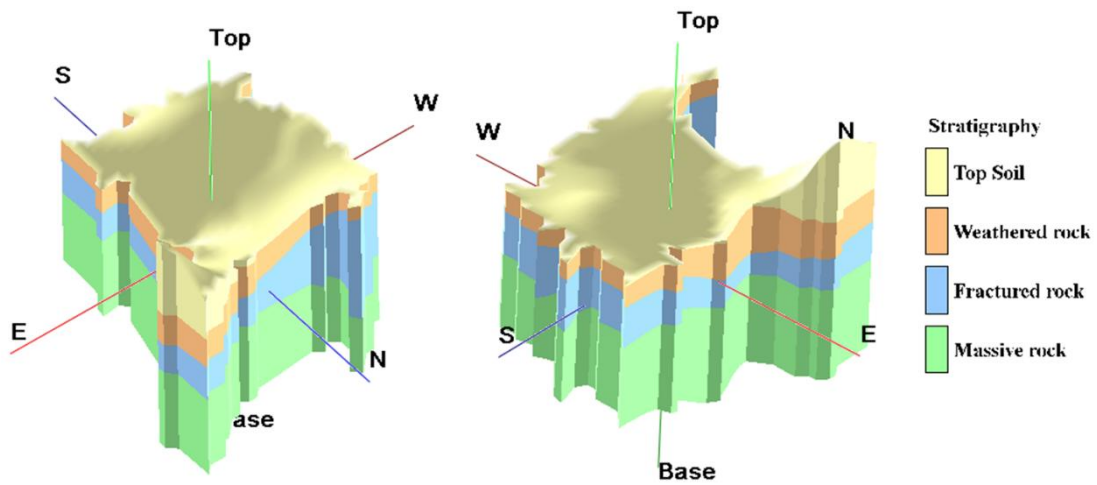 Top
S
W
E
N
ase
Top
W
N
S
E
Base
Stratigraphy
Top Soil
Weathered rock
Fractured rock
Massive rock